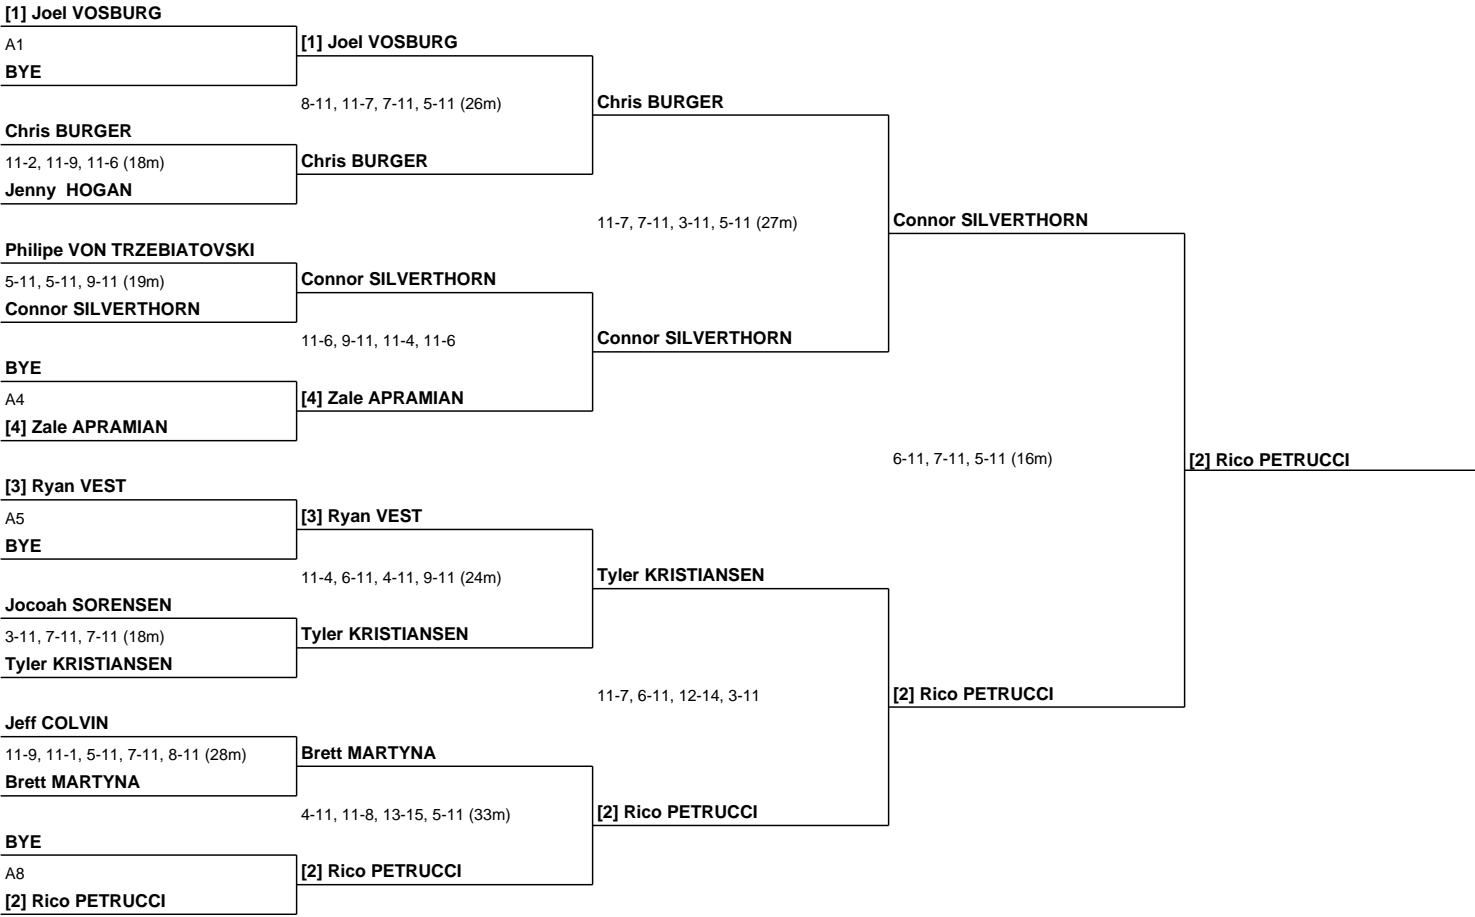 [1] Joel VOSBURG
A1
BYE
Chris BURGER
11-2, 11-9, 11-6 (18m)
Jenny  HOGAN
Philipe VON TRZEBIATOVSKI
5-11, 5-11, 9-11 (19m)
Connor SILVERTHORN
BYE
A4
[4] Zale APRAMIAN
[3] Ryan VEST
A5
BYE
Jocoah SORENSEN
3-11, 7-11, 7-11 (18m)
Tyler KRISTIANSEN
Jeff COLVIN
11-9, 11-1, 5-11, 7-11, 8-11 (28m)
Brett MARTYNA
BYE
A8
[2] Rico PETRUCCI
[1] Joel VOSBURG
8-11, 11-7, 7-11, 5-11 (26m)
Chris BURGER
Connor SILVERTHORN
11-6, 9-11, 11-4, 11-6
[4] Zale APRAMIAN
[3] Ryan VEST
11-4, 6-11, 4-11, 9-11 (24m)
Tyler KRISTIANSEN
Brett MARTYNA
4-11, 11-8, 13-15, 5-11 (33m)
[2] Rico PETRUCCI
Chris BURGER
11-7, 7-11, 3-11, 5-11 (27m)
Connor SILVERTHORN
Tyler KRISTIANSEN
11-7, 6-11, 12-14, 3-11
[2] Rico PETRUCCI
Connor SILVERTHORN
6-11, 7-11, 5-11 (16m)
[2] Rico PETRUCCI
[2] Rico PETRUCCI